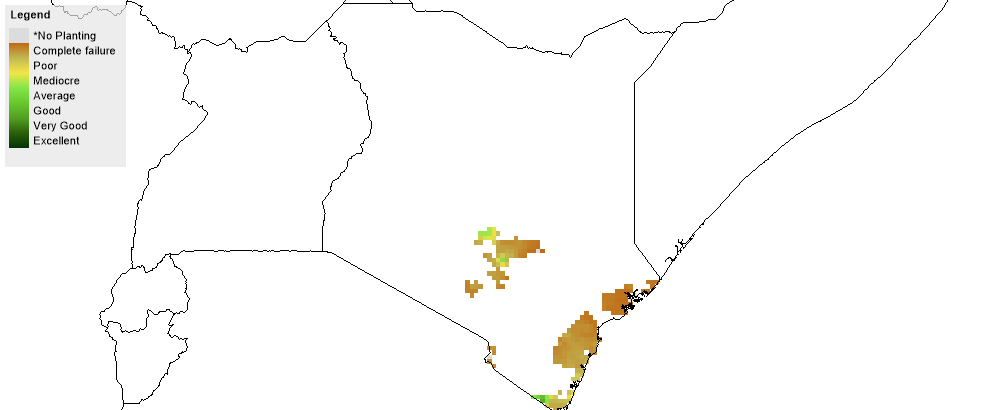 Legend
*No Planting
Complete failure
Poor
Mediocre
Average
Good
Very Good
Excellent